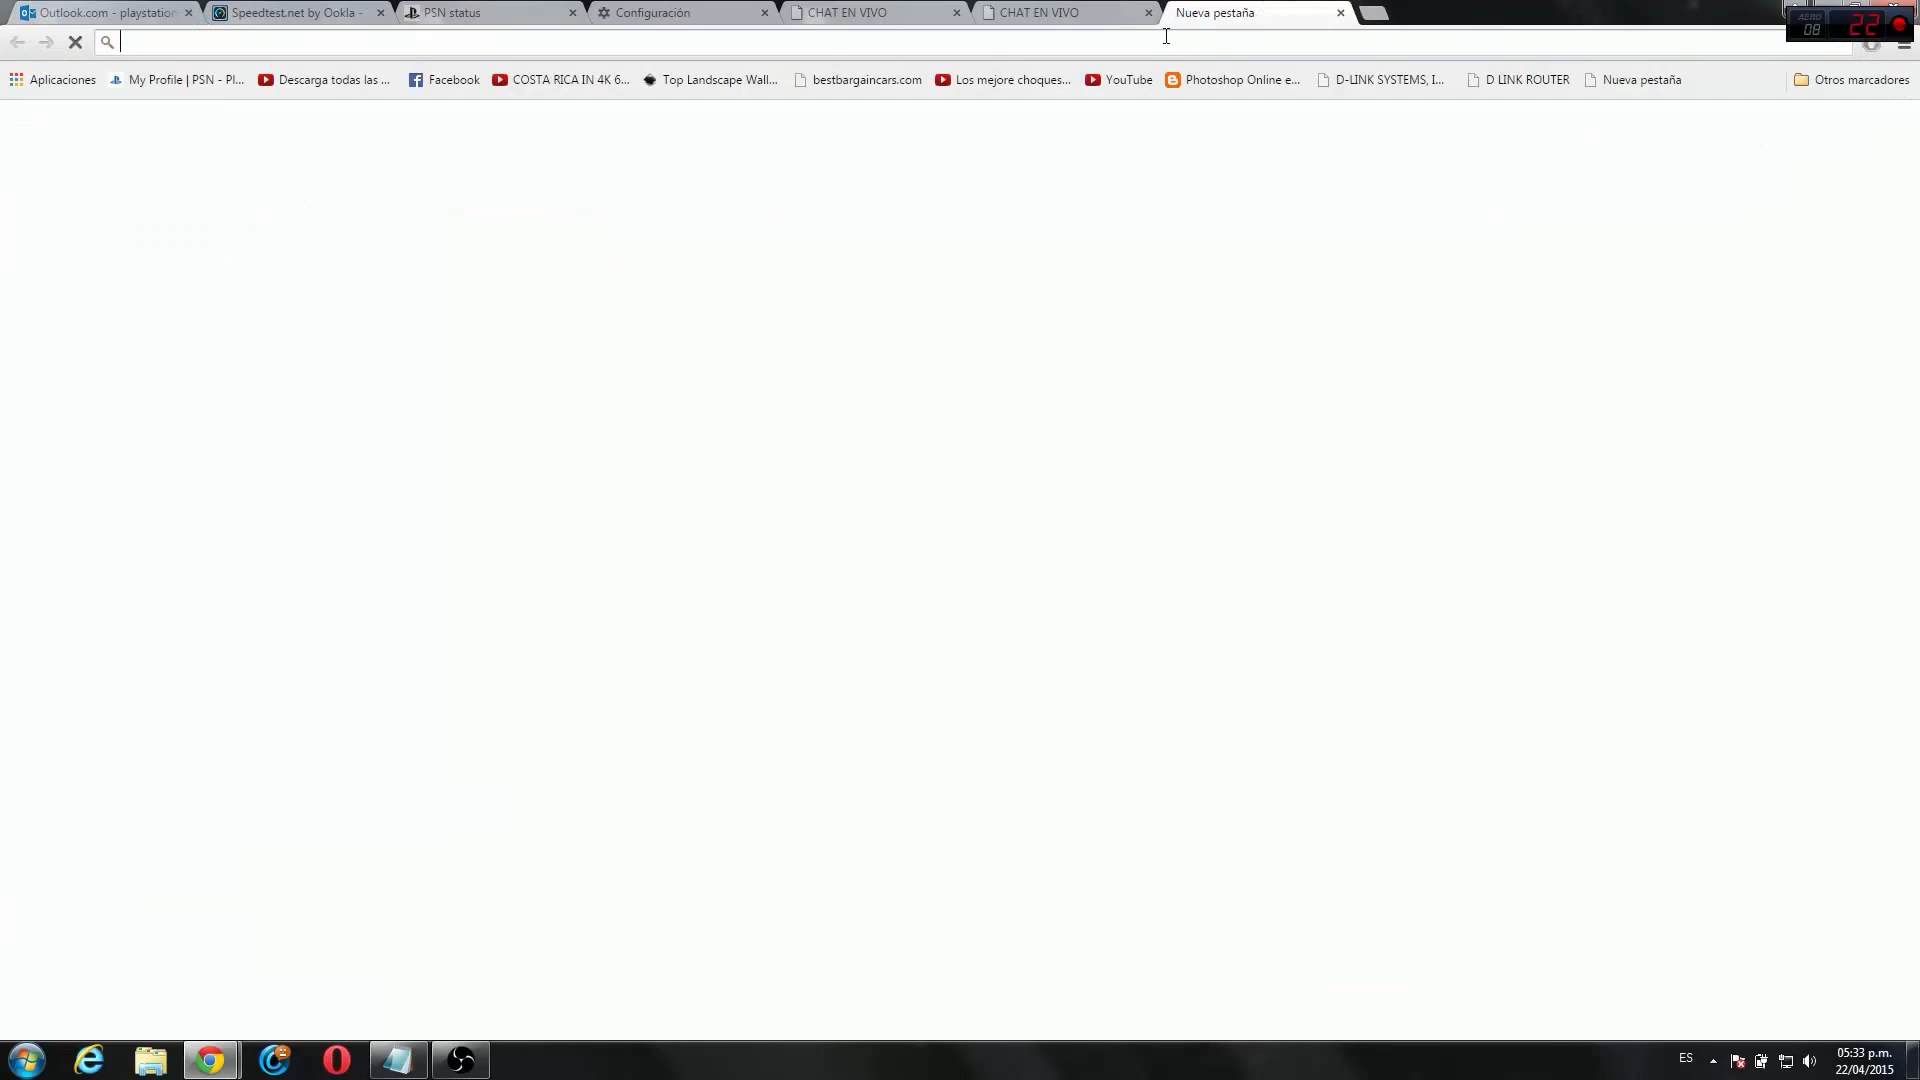 Outlook.com - playstation
Speedtest.net by Ookla -
PSN status
Configuración
CHAT EN VIVO
CHAT EN VIVO
Nueva pestaña
AERO
08
22
Aplicaciones
My Profile | PSN - Pl...
Descarga todas las ...
Facebook
COSTA RICA IN 4K 6...
Top Landscape Wall...
bestbargaincars.com
Los mejore choques...
YouTube
Photoshop Online e...
D-LINK SYSTEMS, I...
D LINK ROUTER
Nueva pestaña
Otros marcadores
ES
05:33 p.m.
22/04/2015